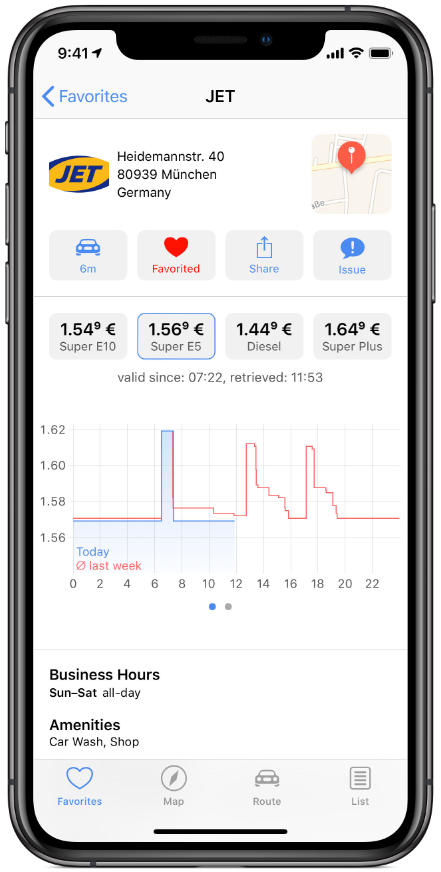 9:41
Favorites
JET
JET
Heidemannstr. 40
80939 München
Germany
aße
6m
Favorited
Share
Issue
1.54⁹ €
Super E10
1.56⁹ €
Super E5
1.44⁹ €
Diesel
1.64⁹ €
Super Plus
valid since: 07:22, retrieved: 11:53
1.62
1.60
1.58
1.56
Today
Ø last week
0 2 4 6 8 10 12 14 16 18 20 22
Business Hours
Sun–Sat all-day
Amenities
Car Wash, Shop
Favorites
Map
Route
List